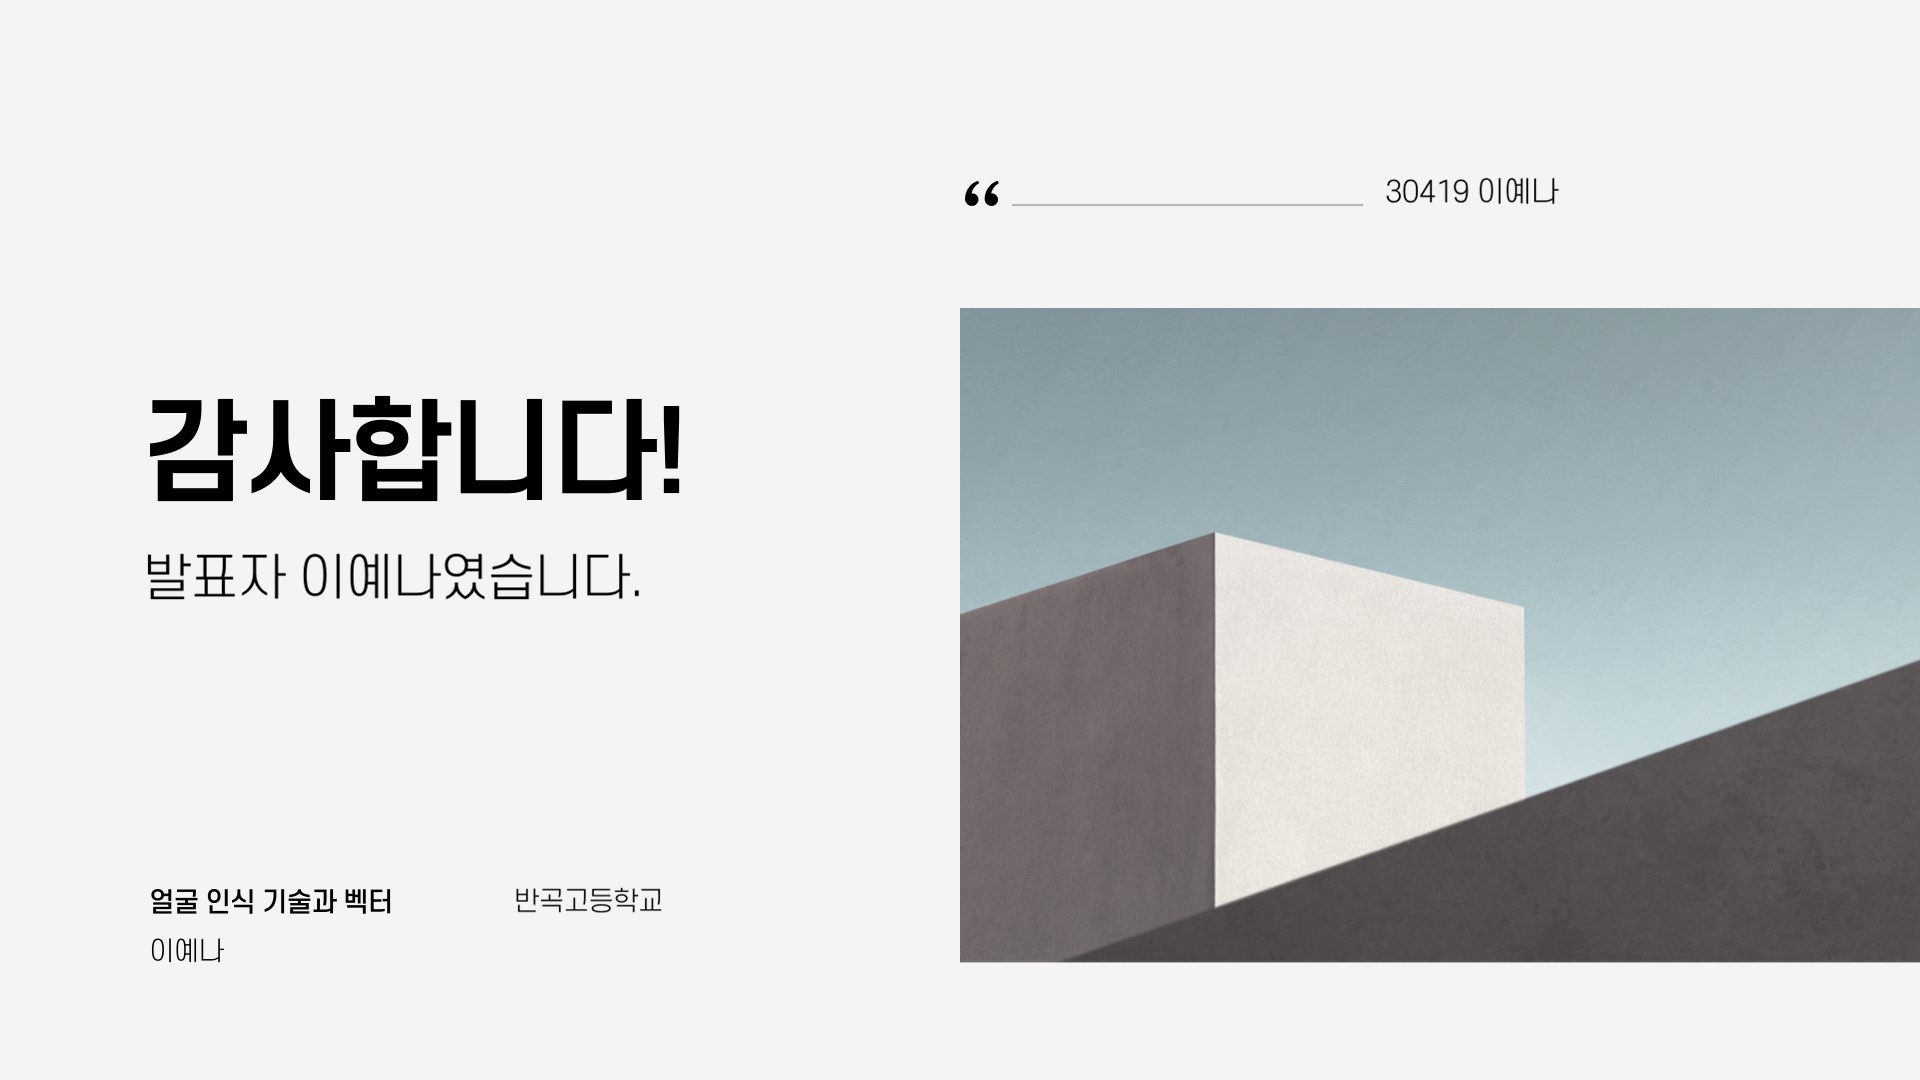 “ 30419 이예나
감사합니다!
발표자 이예나였습니다.
얼굴 인식 기술과 벡터
반곡고등학교
이예나